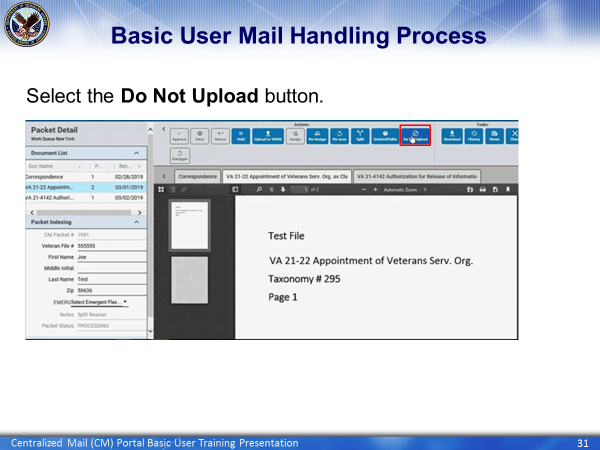 Basic User Mail Handling Process
Select the Do Not Upload button.
Packet Detail
Work Queue New York
Document List
Doc Name P.. Rec..
Correspondence 1 02/28/2019
VA 21-22 Appointm... 2 03/01/2019
VA 21-4142 Authori... 1 03/02/2019
Packet Indexing
CM Packet # 1991
Veteran File # 555555
First Name Joe
Middle Initial
Last Name Test
Zip 59636
EMERG Select Emergent Flas...
Notes Split Reason
Packet Status PROCESSING
Actions: Tasks:
Approve Deny Return Hold Upload to VBMS Assign Re-Assign Re-scan Split Unidentifiable Do Not Upload Download History Notes
Correspondence VA 21-22 Appointment of Veterans Serv. Org. as Cla VA 21-4142 Authorization for Release of Informatio
1 of 2 Automatic Zoom
Test File
VA 21-22 Appointment of Veterans Serv. Org.
Taxonomy # 295
Page 1
Centralized Mail (CM) Portal Basic User Training Presentation 31